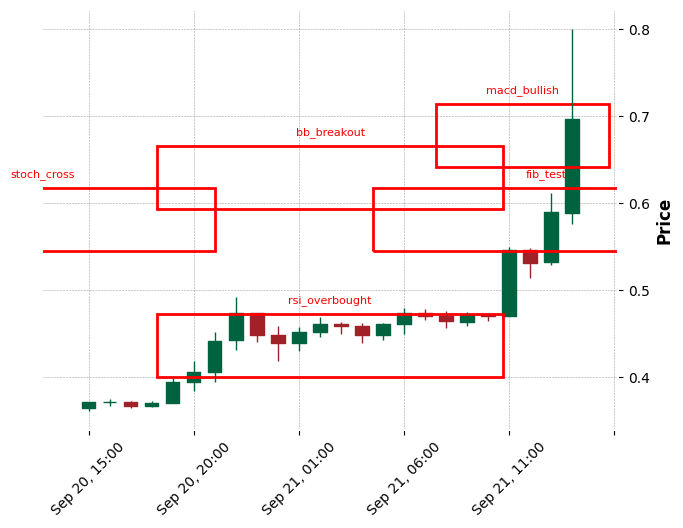 0.8
macd_bullish
0.7
bb_breakout
stoch_cross
fib_test
0.6
Price
0.5
rsi_overbought
0.4
Sep 20, 15:00
Sep 20, 20:00
Sep 21, 01:00
Sep 21, 06:00
Sep 21, 11:00